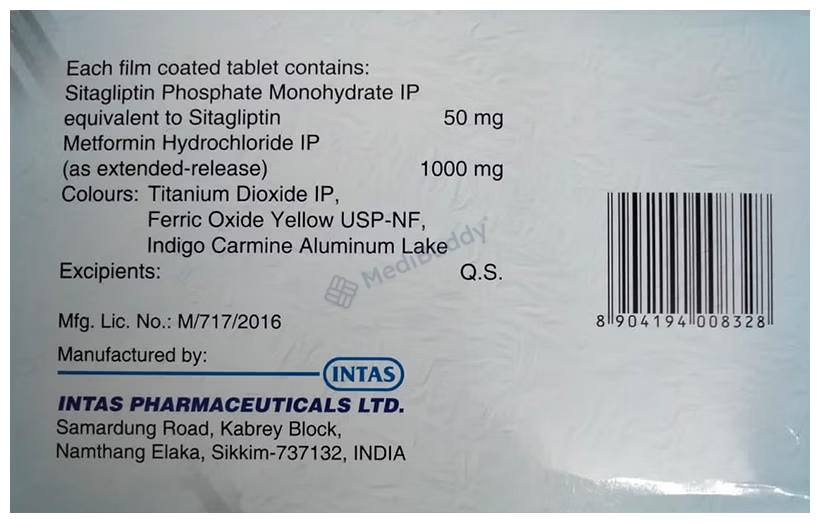 Each film coated tablet contains:
Sitagliptin Phosphate Monohydrate IP
equivalent to Sitagliptin 50 mg
Metformin Hydrochloride IP
(as extended-release) 1000 mg
Colours: Titanium Dioxide IP,
Ferric Oxide Yellow USP-NF,
Indigo Carmine Aluminum Lake
Excipients: Q.S.
MediBuddy
Mfg. Lic. No.: M/717/2016
Manufactured by:
INTAS
INTAS PHARMACEUTICALS LTD.
Samardung Road, Kabrey Block,
Namthang Elaka, Sikkim-737132, INDIA
8 904194 008328